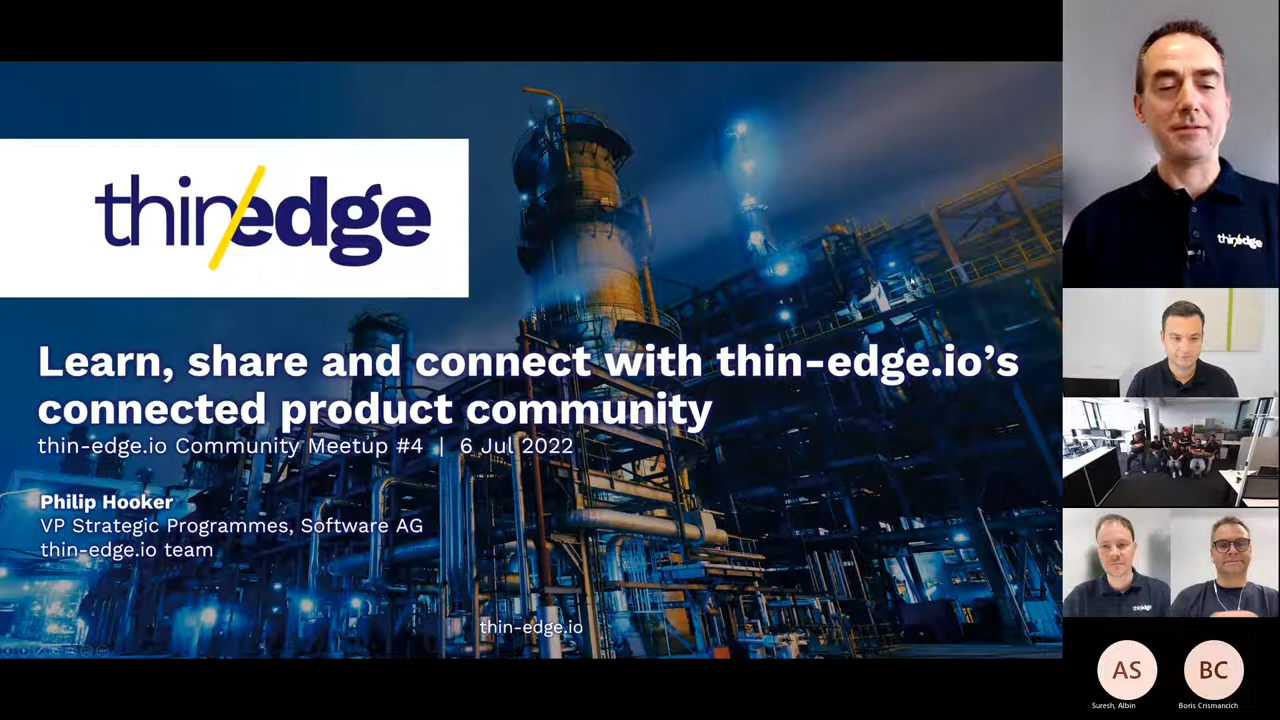 thin/edge
Learn, share and connect with thin-edge.io’s
connected product community
thin-edge.io Community Meetup #4 | 6 Jul 2022
Philip Hooker
VP Strategic Programmes, Software AG
thin-edge.io team
thin-edge.io
thin/edge
thin/edge
AS
BC
Suresh, Albin
Boris Crismancich